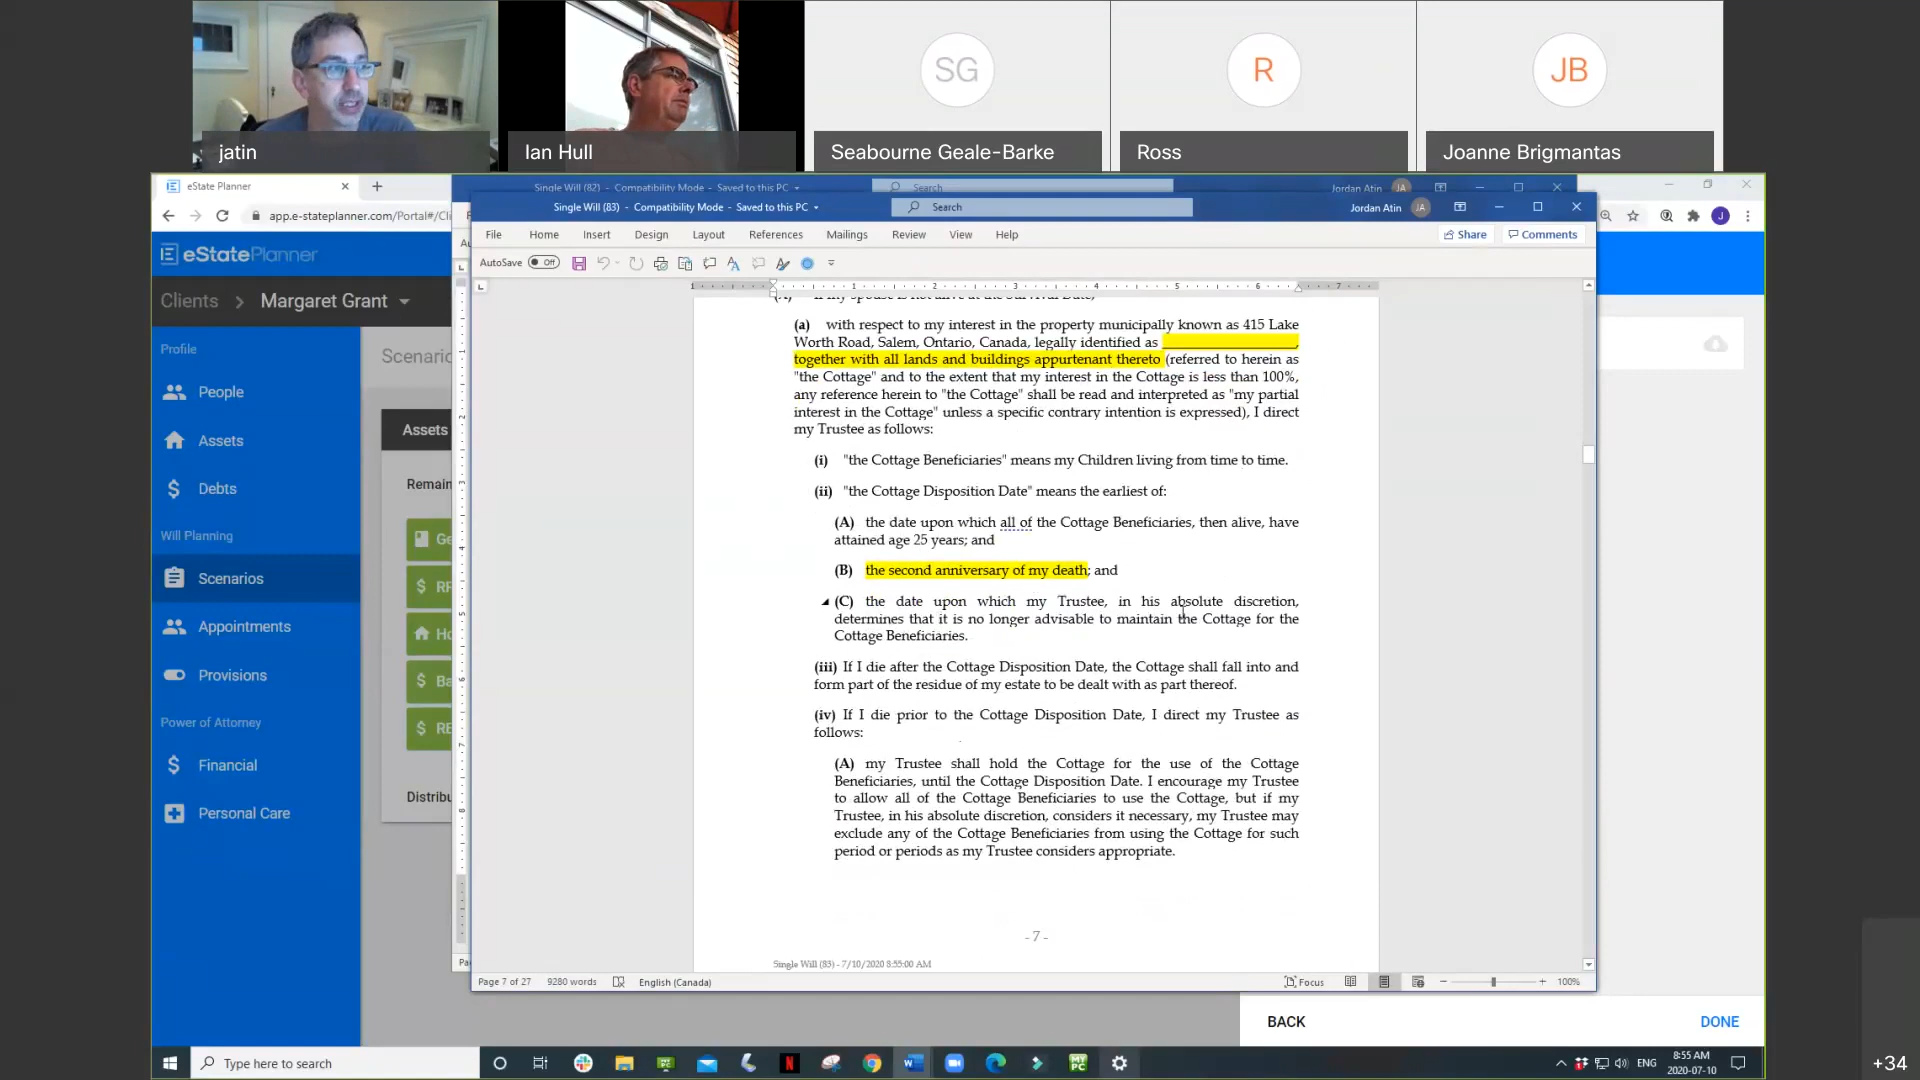 SG
R
JB
jatin
Ian Hull
Seabourne Geale-Barke
Ross
Joanne Brigmantas
eState Planner
Single Will (82) - Compatibility Mode - Saved to this PC
Search
Jordan Atin JA
app.e-stateplanner.com/Portal#/Cli
J
Single Will (83) - Compatibility Mode - Saved to this PC
Search
Jordan Atin JA
File Home Insert Design Layout References Mailings Review View Help
Share Comments
AutoSave Off
eStatePlanner
Clients > Margaret Grant
Profile
People
Assets
Debts
Will Planning
Scenarios
Appointments
Provisions
Power of Attorney
Financial
Personal Care
Scenario
Assets
Remain
Ge
RR
Ho
Ba
RE
Distribu
Pa
(a) with respect to my interest in the property municipally known as 415 Lake
Worth Road, Salem, Ontario, Canada, legally identified as ____________________,
together with all lands and buildings appurtenant thereto (referred to herein as
"the Cottage" and to the extent that my interest in the Cottage is less than 100%,
any reference herein to "the Cottage" shall be read and interpreted as "my partial
interest in the Cottage" unless a specific contrary intention is expressed), I direct
my Trustee as follows:
(i) "the Cottage Beneficiaries" means my Children living from time to time.
(ii) "the Cottage Disposition Date" means the earliest of:
(A) the date upon which all of the Cottage Beneficiaries, then alive, have
attained age 25 years; and
(B) the second anniversary of my death; and
(C) the date upon which my Trustee, in his absolute discretion,
determines that it is no longer advisable to maintain the Cottage for the
Cottage Beneficiaries.
(iii) If I die after the Cottage Disposition Date, the Cottage shall fall into and
form part of the residue of my estate to be dealt with as part thereof.
(iv) If I die prior to the Cottage Disposition Date, I direct my Trustee as
follows:
(A) my Trustee shall hold the Cottage for the use of the Cottage
Beneficiaries, until the Cottage Disposition Date. I encourage my Trustee
to allow all of the Cottage Beneficiaries to use the Cottage, but if my
Trustee, in his absolute discretion, considers it necessary, my Trustee may
exclude any of the Cottage Beneficiaries from using the Cottage for such
period or periods as my Trustee considers appropriate.
- 7 -
Single Will (83) - 7/10/2020 8:55:00 AM
Page 7 of 27 9280 words English (Canada)
Focus
100%
BACK
DONE
Type here to search
ENG
8:55 AM
2020-07-10
+34